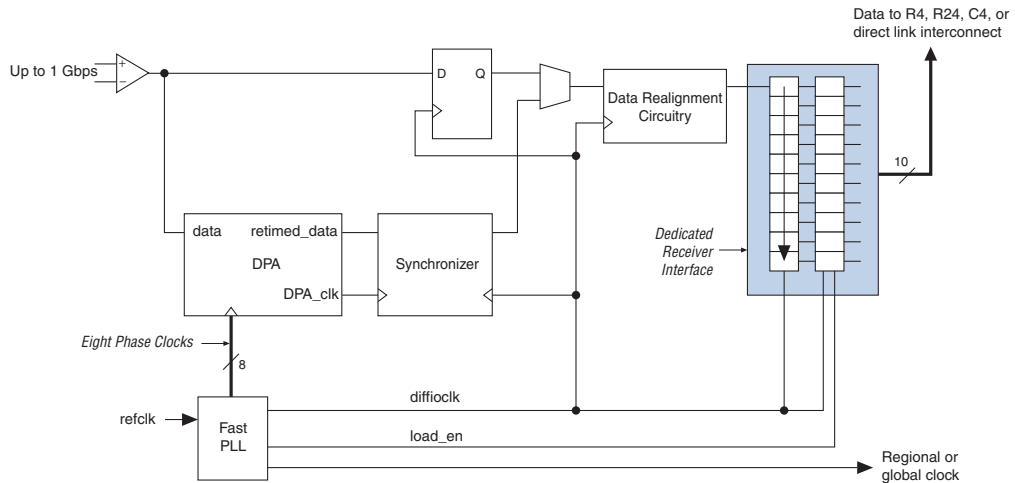 Data to R4, R24, C4, or
direct link interconnect
Up to 1 Gbps
+
−
D
Q
Data Realignment
Circuitry
10
data
retimed_data
DPA
DPA_clk
Synchronizer
Dedicated
Receiver
Interface
Eight Phase Clocks
8
refclk
Fast
PLL
diffioclk
load_en
Regional or
global clock